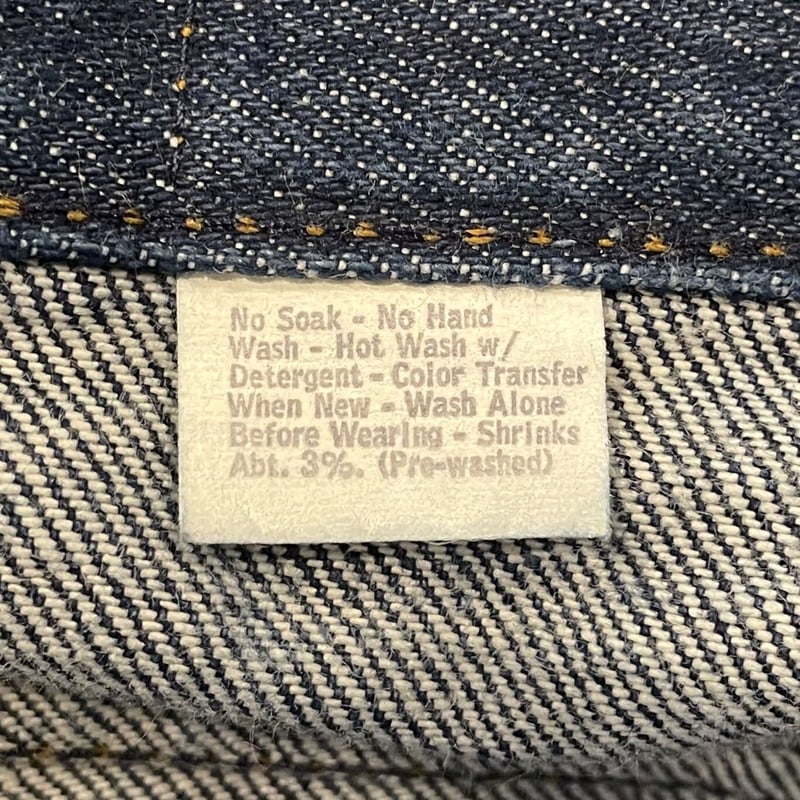 No Soak - No Hand
Wash - Hot Wash w/
Detergent - Color Transfer
When New - Wash Alone
Before Wearing - Shrinks
Abt. 3%. (Pre-washed)